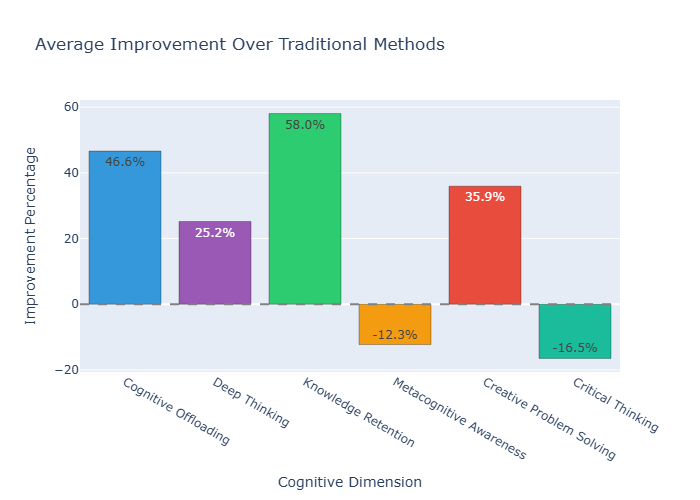 Average Improvement Over Traditional Methods
Improvement Percentage
60
40
20
0
−20
46.6%
25.2%
58.0%
-12.3%
35.9%
-16.5%
Cognitive Offloading
Deep Thinking
Knowledge Retention
Metacognitive Awareness
Creative Problem Solving
Critical Thinking
Cognitive Dimension